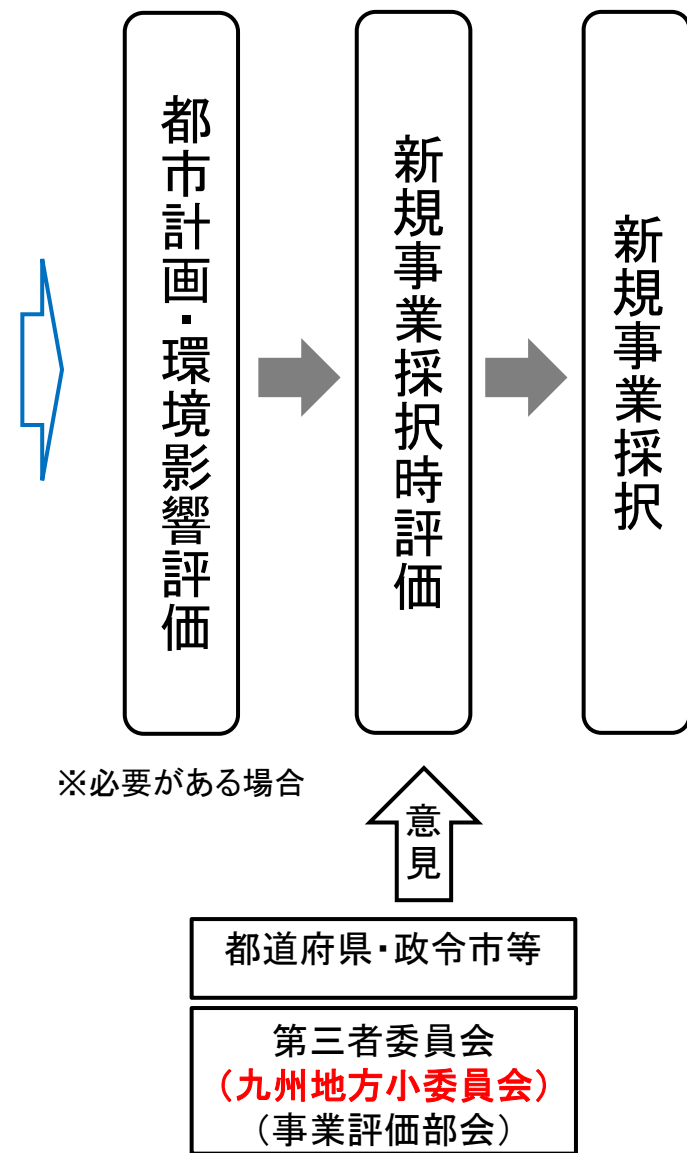 都市計画・環境影響評価
新規事業採択時評価
新規事業採択
※必要がある場合
意見
都道府県・政令市等
第三者委員会
（九州地方小委員会）
（事業評価部会）